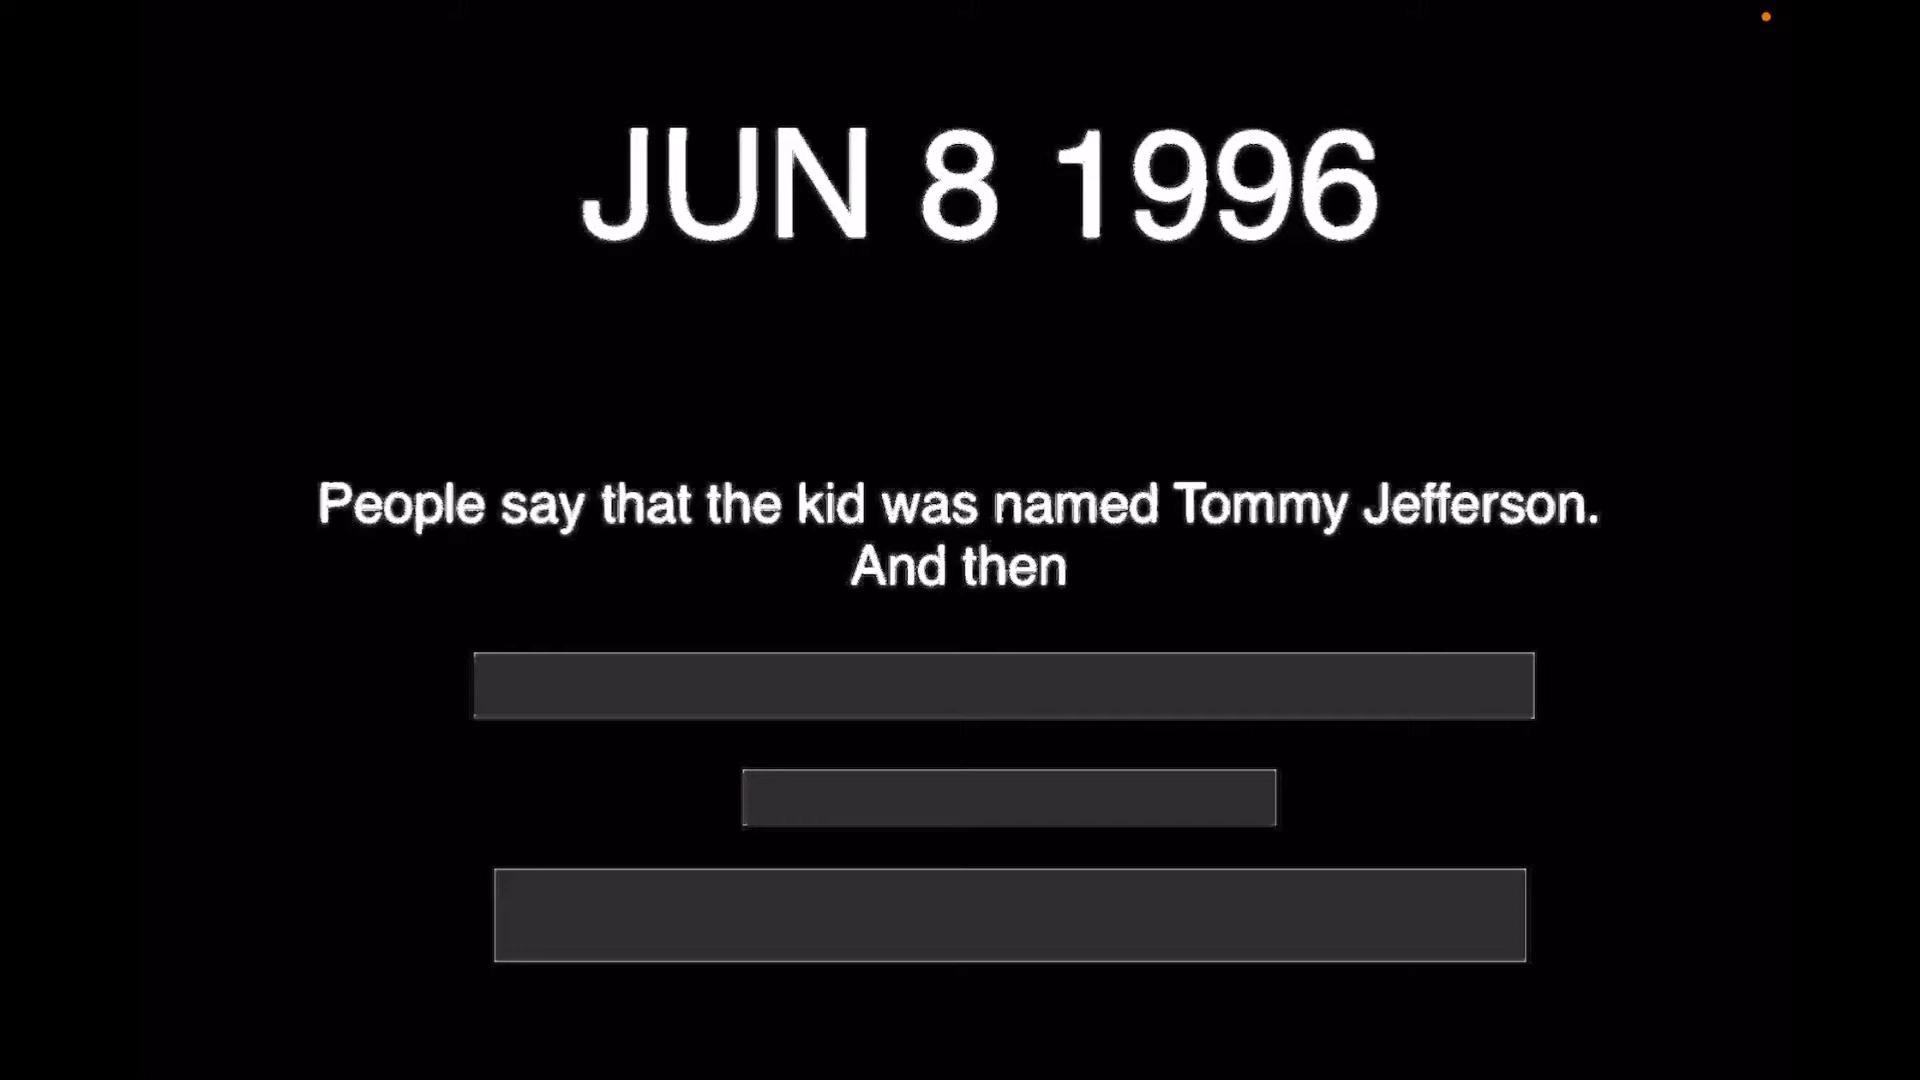 JUN 8 1996
People say that the kid was named Tommy Jefferson.
And then